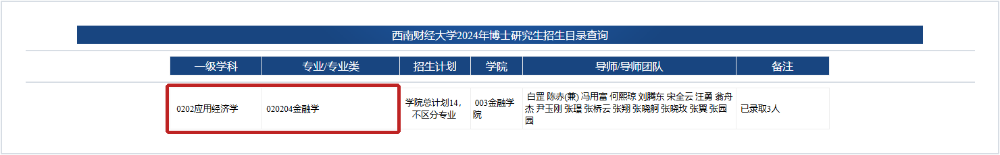 西南财经大学2024年博士研究生招生目录查询
一级学科 专业/专业类 招生计划 学院 导师/导师团队 备注
0202应用经济学 020204金融学 学院总计划14，
不区分专业 003金融学
院 白罡 陈赤(兼) 冯用富 何熙琼 刘腾东 宋全云 汪勇 翁舟
杰 尹玉刚 张璟 张桥云 张翔 张晓舸 张晓玫 张翼 张园
园 已录取3人